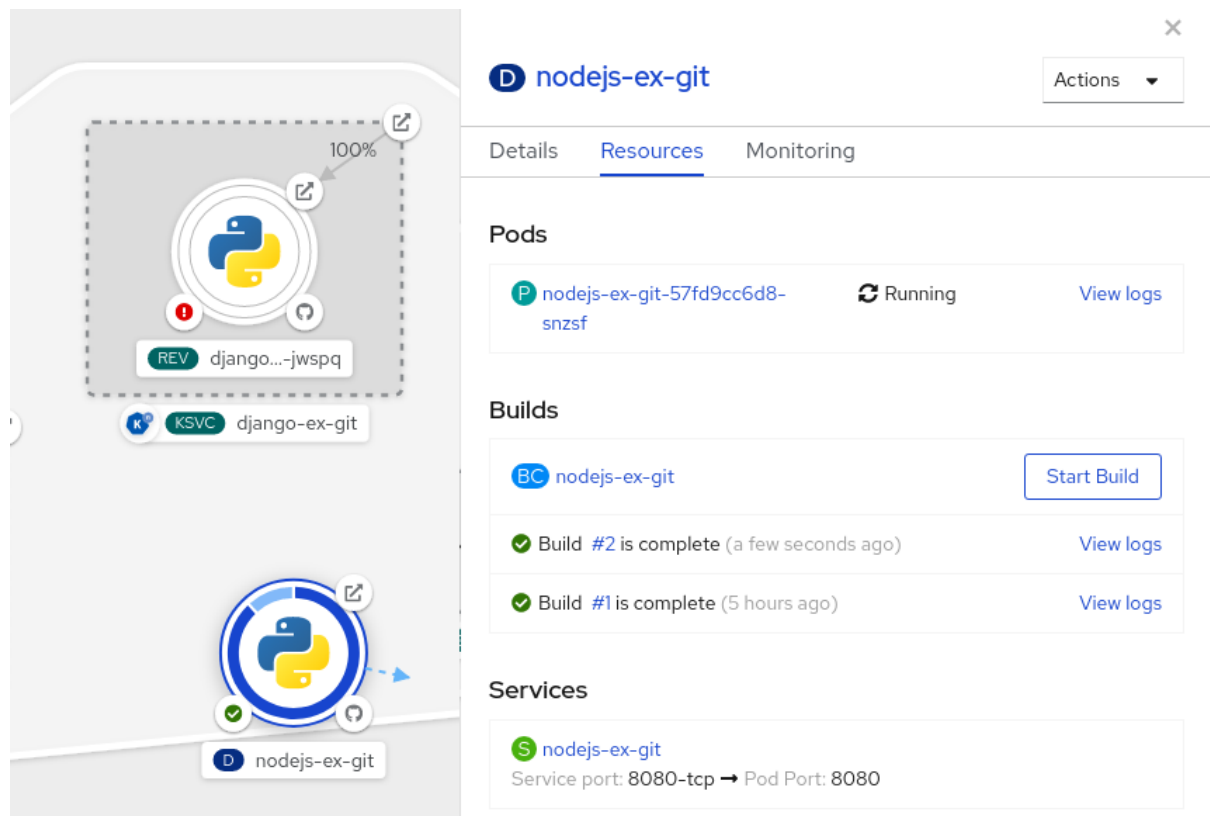 100%
REV django...-jwspq
K KSVC django-ex-git
D nodejs-ex-git
D nodejs-ex-git
Actions
Details Resources Monitoring
Pods
P nodejs-ex-git-57fd9cc6d8-
snzsf
Running View logs
Builds
BC nodejs-ex-git Start Build
Build #2 is complete (a few seconds ago) View logs
Build #1 is complete (5 hours ago) View logs
Services
S nodejs-ex-git
Service port: 8080-tcp → Pod Port: 8080